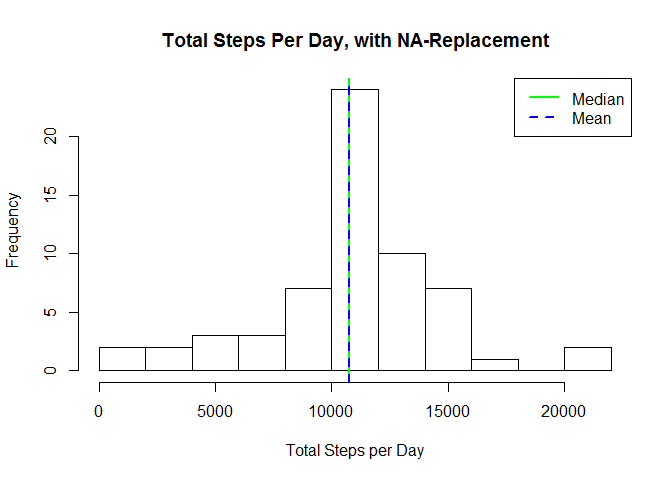 Total Steps Per Day, with NA-Replacement
Median
Mean
Frequency
20
15
10
5
0
0 5000 10000 15000 20000
Total Steps per Day